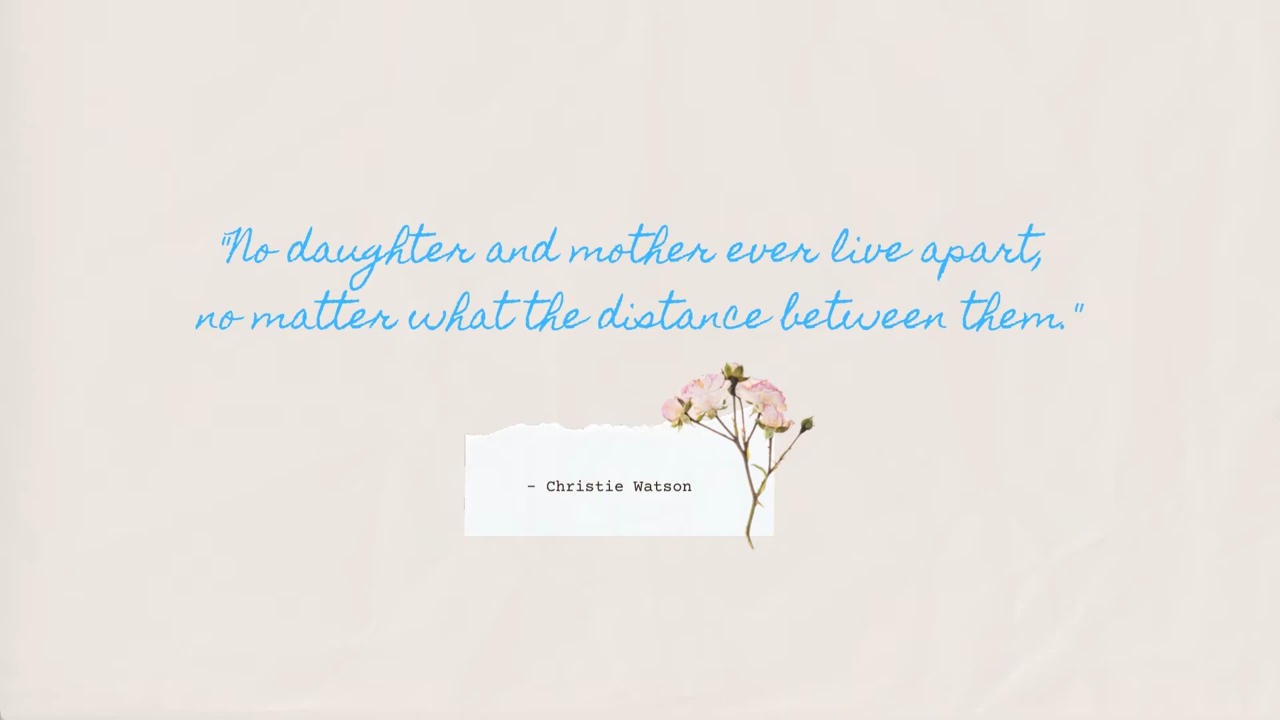 "No daughter and mother ever live apart,
no matter what the distance between them."
- Christie Watson